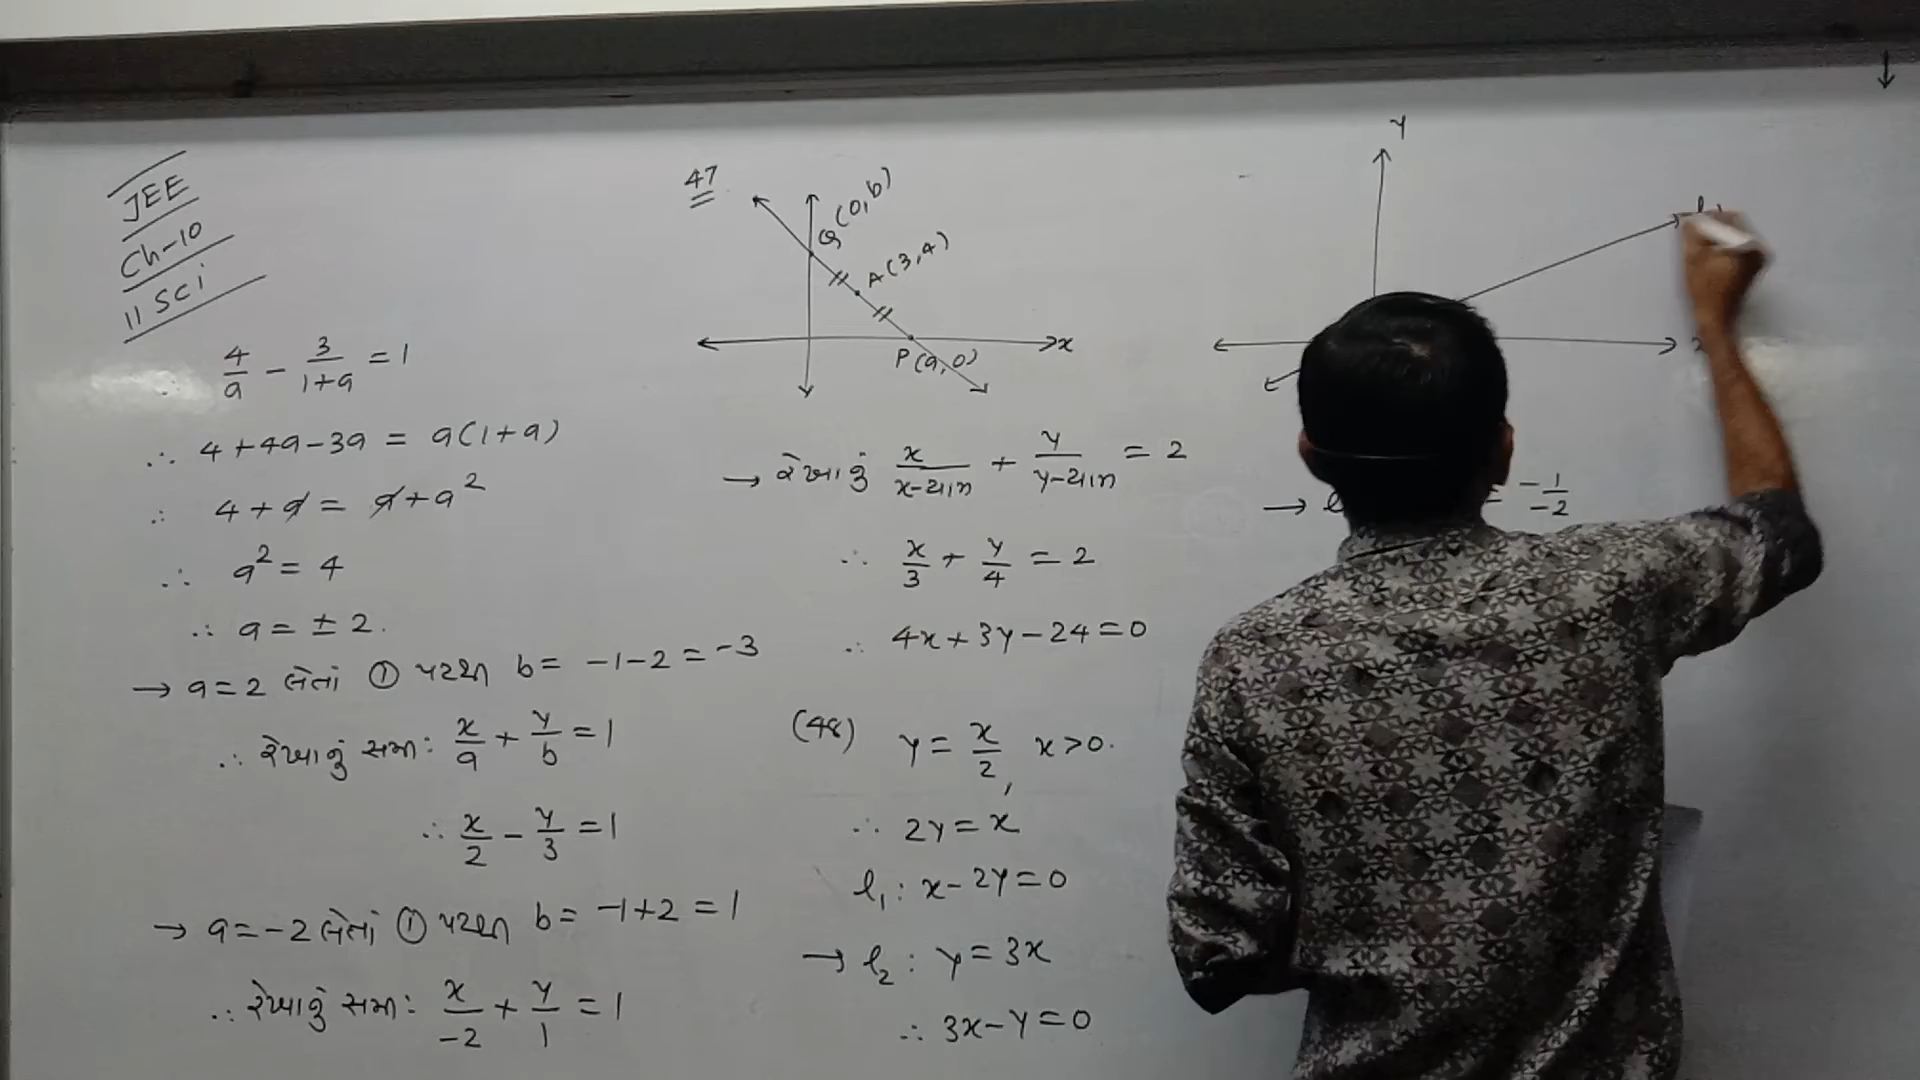 JEE
Ch-10
11 Sci
∴ 4/a - 3/(1+a) = 1
∴ 4+4a-3a = a(1+a)
∴ 4+a = a+a²
∴ a² = 4
∴ a = ± 2.
→ a=2 લેતાં ① પરથી b = -1-2 = -3
∴ રેખાનું સમી: x/a + y/b = 1
∴ x/2 - y/3 = 1
→ a=-2 લેતાં ① પરથી b = -1+2 = 1
∴ રેખાનું સમી: x/-2 + y/1 = 1
47
Q(0,b)
A(3,4)
P(a,0)
x
→ રેખાનું x/x-યામ + y/y-યામ = 2
∴ x/3 + y/4 = 2
∴ 4x+3y-24=0
(48) y = x/2, x>0.
∴ 2y = x
l₁: x-2y=0
→ l₂: y=3x
∴ 3x-y=0
y
→ l = -1/-2